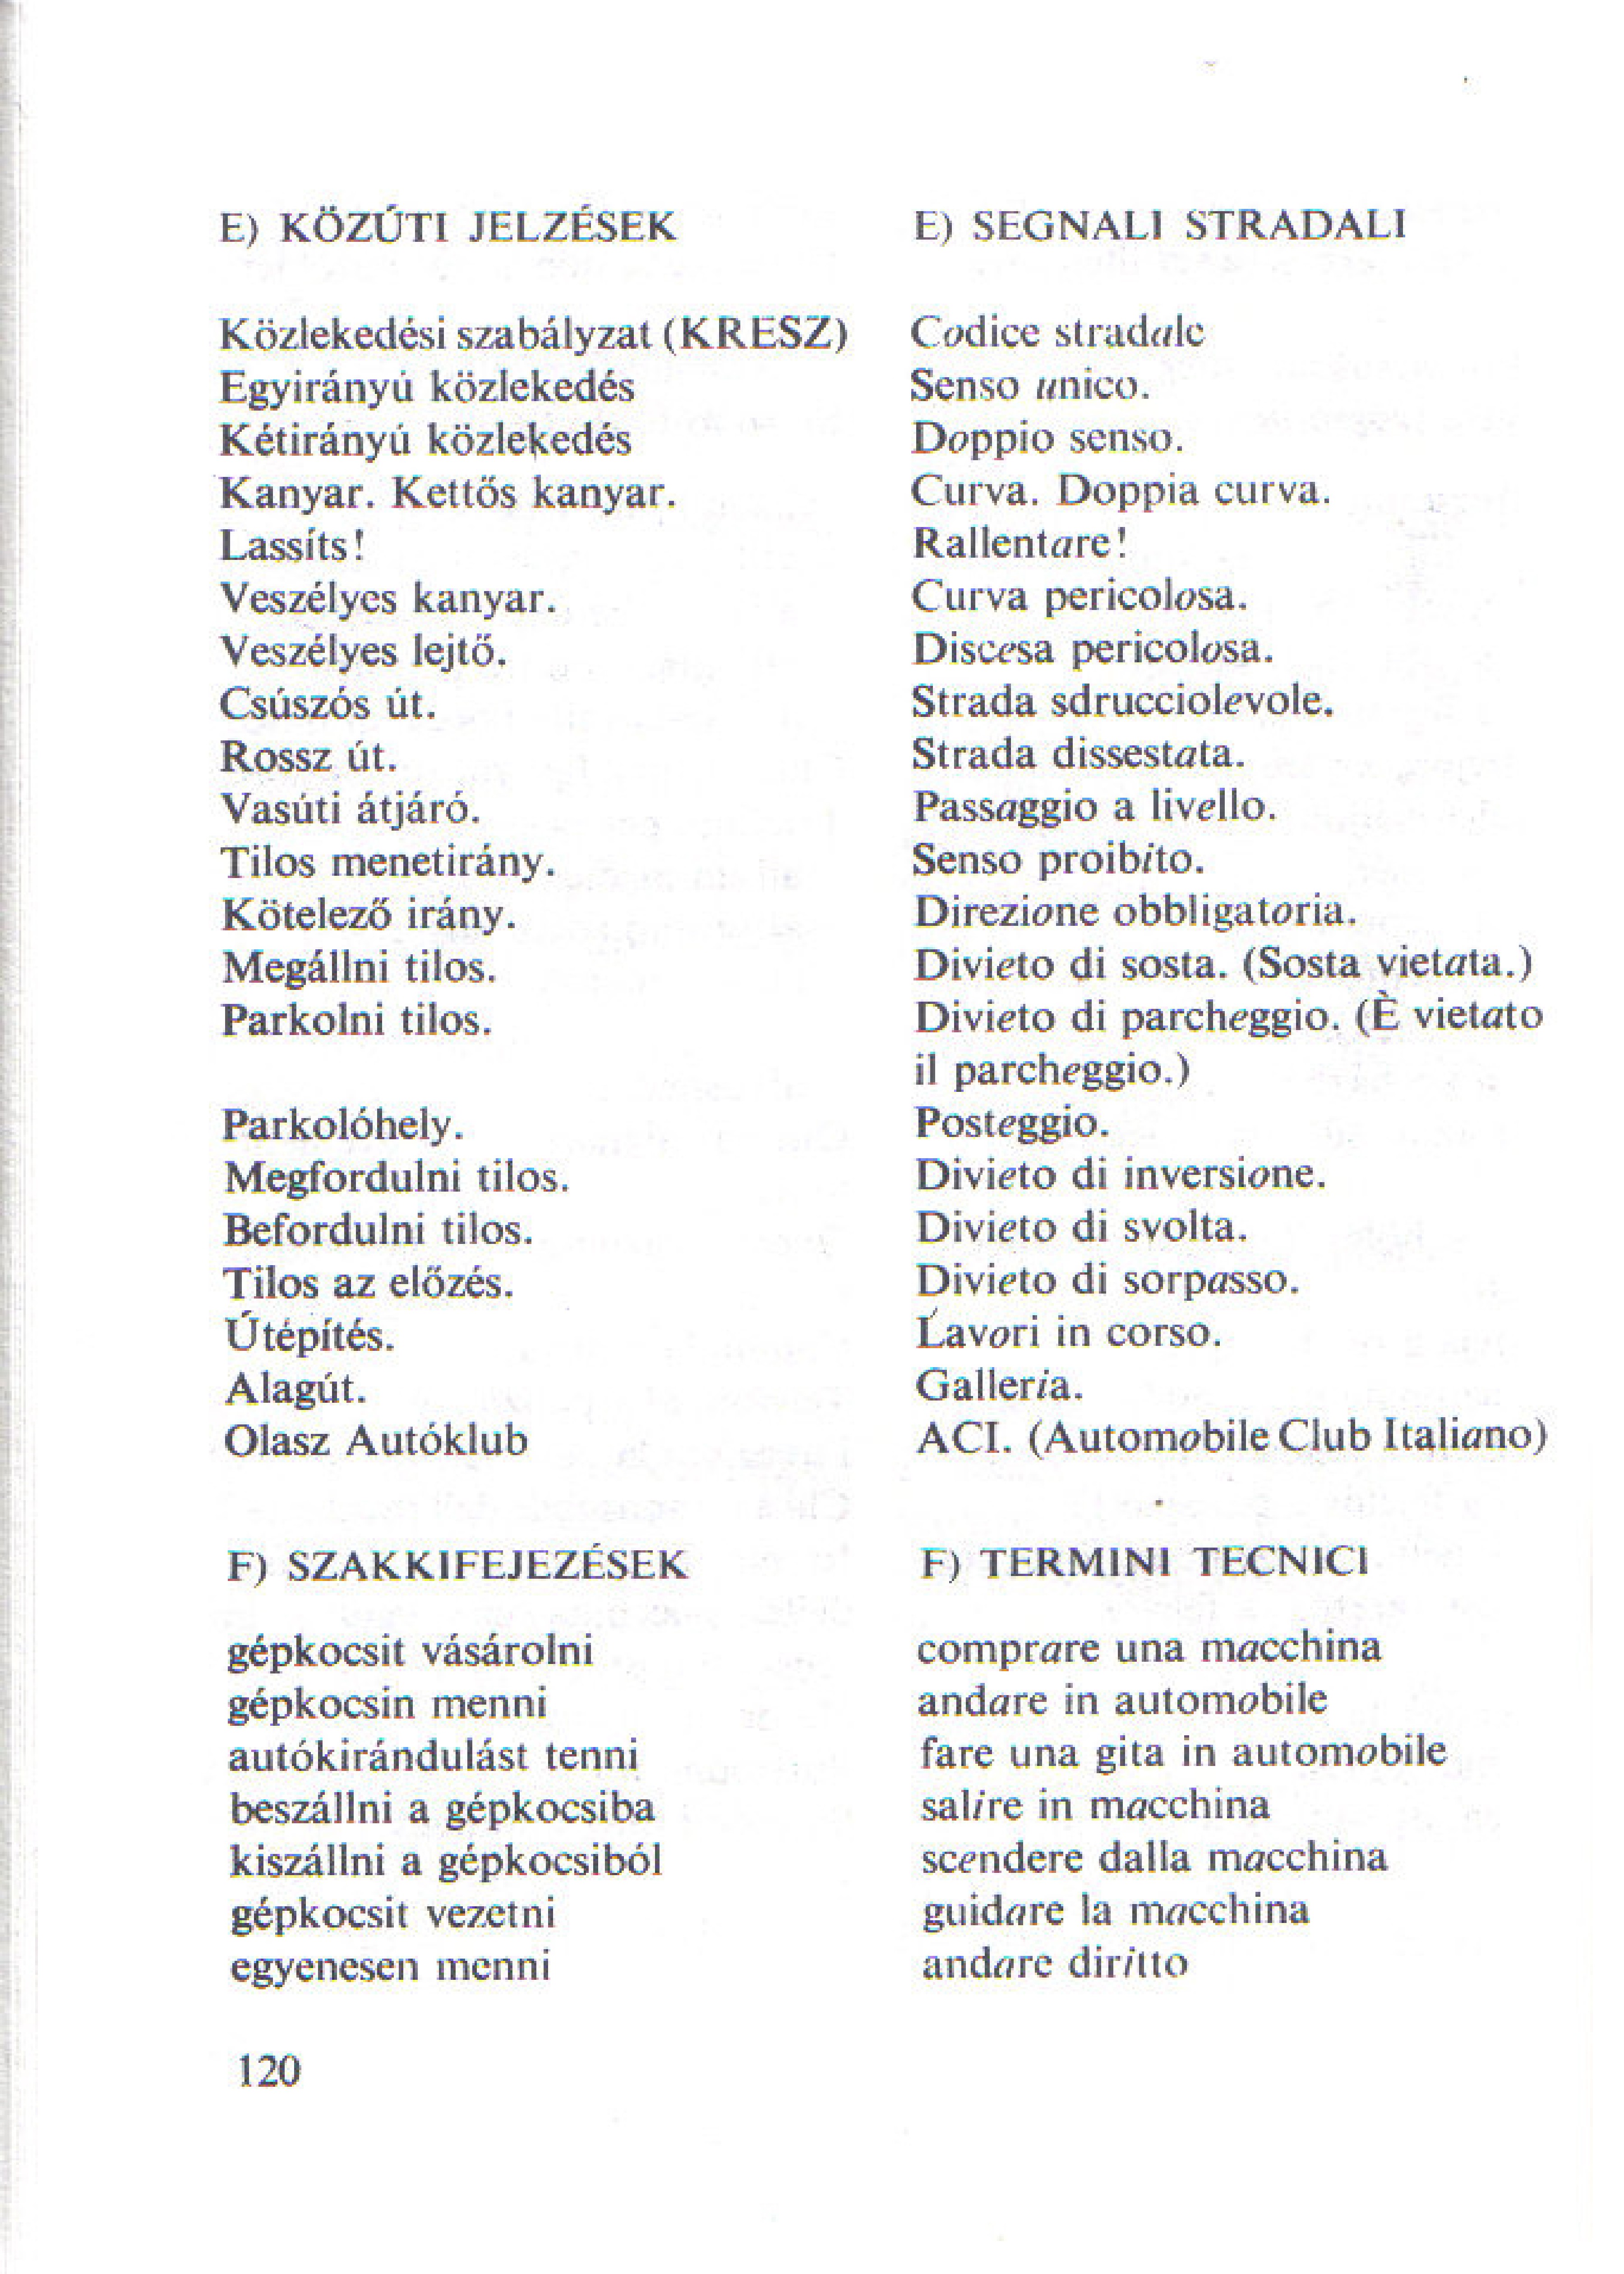 E) KÖZÚTI JELZÉSEK
Közlekedési szabályzat (KRESZ)
Egyirányú közlekedés
Kétirányú közlekedés
Kanyar. Kettős kanyar.
Lassíts!
Veszélyes kanyar.
Veszélyes lejtő.
Csúszós út.
Rossz út.
Vasúti átjáró.
Tilos menetirány.
Kötelező irány.
Megállni tilos.
Parkolni tilos.
Parkolóhely.
Megfordulni tilos.
Befordulni tilos.
Tilos az előzés.
Útépítés.
Alagút.
Olasz Autóklub
F) SZAKKIFEJEZÉSEK
gépkocsit vásárolni
gépkocsin menni
autókirándulást tenni
beszállni a gépkocsiba
kiszállni a gépkocsiból
gépkocsit vezetni
egyenesen menni
120
E) SEGNALI STRADALI
Codice stradale
Senso unico.
Doppio senso.
Curva. Doppia curva.
Rallentare!
Curva pericolosa.
Discesa pericolosa.
Strada sdrucciolevole.
Strada dissestata.
Passaggio a livello.
Senso proibito.
Direzione obbligatoria.
Divieto di sosta. (Sosta vietata.)
Divieto di parcheggio. (È vietato
il parcheggio.)
Posteggio.
Divieto di inversione.
Divieto di svolta.
Divieto di sorpasso.
Lavori in corso.
Galleria.
ACI. (Automobile Club Italiano)
F) TERMINI TECNICI
comprare una macchina
andare in automobile
fare una gita in automobile
salire in macchina
scendere dalla macchina
guidare la macchina
andare diritto